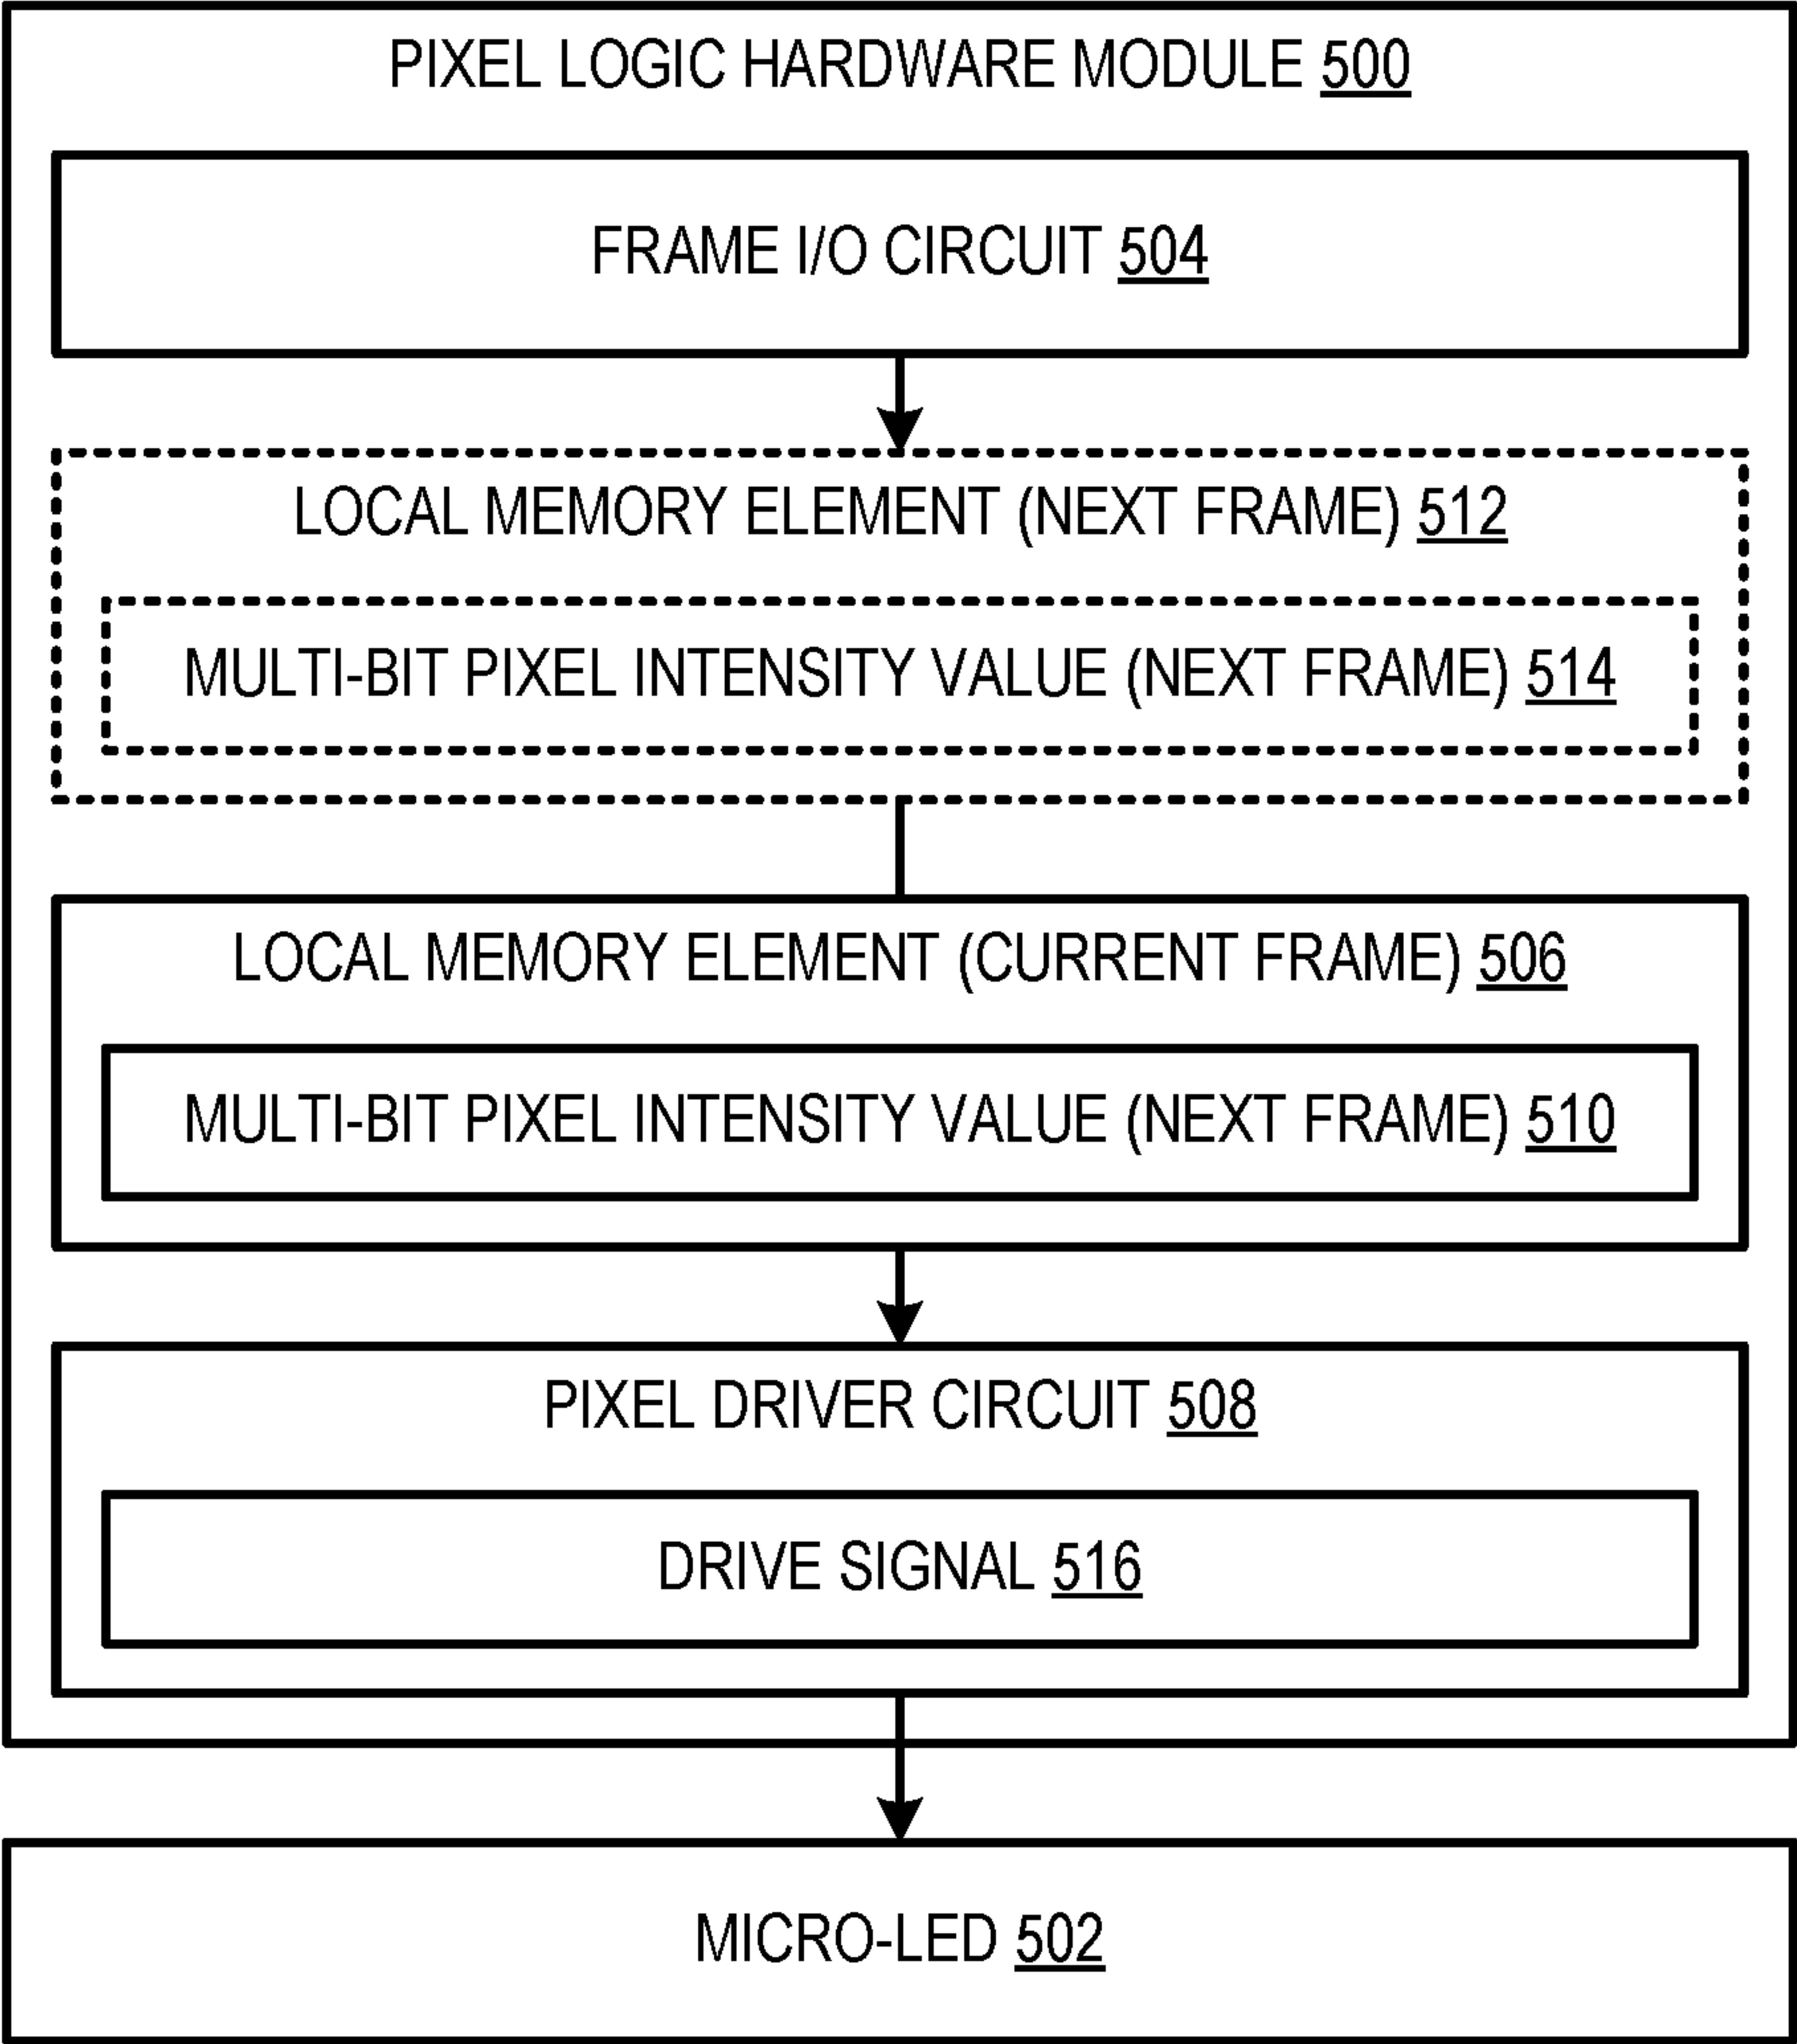 PIXEL LOGIC HARDWARE MODULE 500
FRAME I/O CIRCUIT 504
LOCAL MEMORY ELEMENT (NEXT FRAME) 512
MULTI-BIT PIXEL INTENSITY VALUE (NEXT FRAME) 514
LOCAL MEMORY ELEMENT (CURRENT FRAME) 506
MULTI-BIT PIXEL INTENSITY VALUE (NEXT FRAME) 510
PIXEL DRIVER CIRCUIT 508
DRIVE SIGNAL 516
MICRO-LED 502